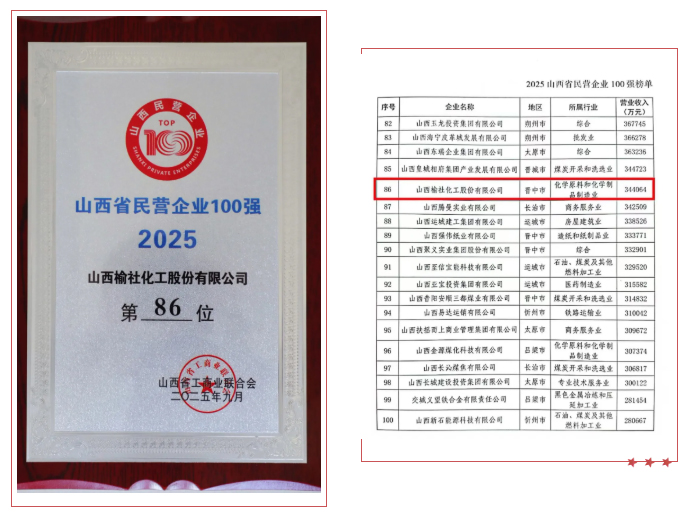 山西民营企业
TOP
100
SHANXI PRIVATE ENTERPRISES
山西省民营企业100强
2025
山西榆社化工股份有限公司
第 86 位
山西省工商业联合会
二〇二五年九月
2025 山西省民营企业 100 强榜单
序号 企业名称 地区 所属行业 营业收入（万元）
82 山西玉龙投资集团有限公司 朔州市 综合 367745
83 山西海宁皮革城发展有限公司 朔州市 批发业 366278
84 山西东瑞企业集团有限公司 太原市 综合 363236
85 山西皇城相府集团产业发展有限公司 晋城市 煤炭开采和洗选业 344723
86 山西榆社化工股份有限公司 晋中市 化学原料和化学制品制造业 344064
87 山西腾曼实业有限公司 长治市 商务服务业 342509
88 山西运城建工集团有限公司 运城市 房屋建筑业 338526
89 山西强伟纸业有限公司 晋中市 造纸和纸制品业 333771
90 山西聚义实业集团股份有限公司 晋中市 综合 332901
91 山西至信宝能科技有限公司 运城市 石油、煤炭及其他燃料加工业 329520
92 山西亚宝投资集团有限公司 运城市 医药制造业 315582
93 山西昔阳安顺三都煤业有限公司 晋中市 煤炭开采和洗选业 314832
94 山西易达运销有限公司 忻州市 铁路运输业 310042
95 山西扶摇而上商业管理集团有限公司 太原市 商务服务业 309672
96 山西金源煤化科技有限公司 吕梁市 化学原料和化学制品制造业 307374
97 山西长沁煤焦有限公司 长治市 煤炭开采和洗选业 306817
98 山西长城建设投资集团有限公司 太原市 专业技术服务业 300122
99 交城义望铁合金有限责任公司 吕梁市 黑色金属冶炼和压延加工业 281454
100 山西新石能源科技有限公司 忻州市 石油、煤炭及其他燃料加工业 280667